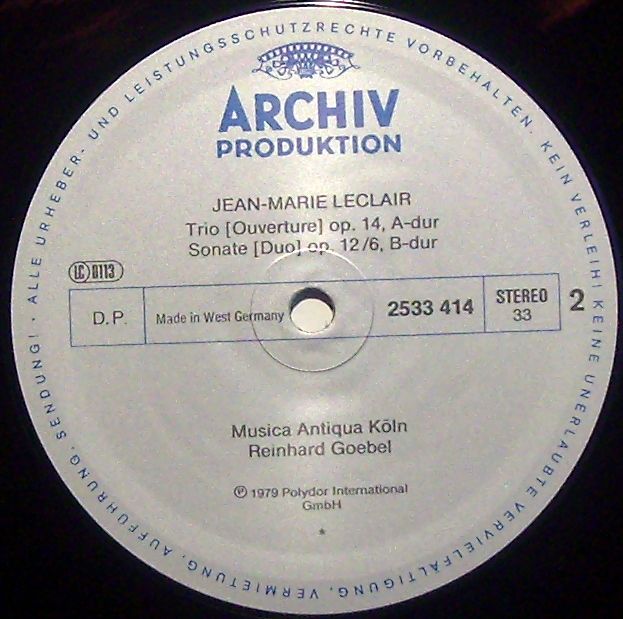 ALLE URHEBER- UND LEISTUNGSSCHUTZRECHTE VORBEHALTEN. KEIN VERLEIH! KEINE UNERLAUBTE VERVIELFÄLTIGUNG, VERMIETUNG, AUFFÜHRUNG, SENDUNG! ·
ARCHIV
PRODUKTION
JEAN-MARIE LECLAIR
Trio [Ouverture] op. 14, A-dur
Sonate [Duo] op. 12/6, B-dur
LC 0113
D.P. Made in West Germany 2533 414 STEREO 33 2
Musica Antiqua Köln
Reinhard Goebel
℗ 1979 Polydor International
GmbH
*